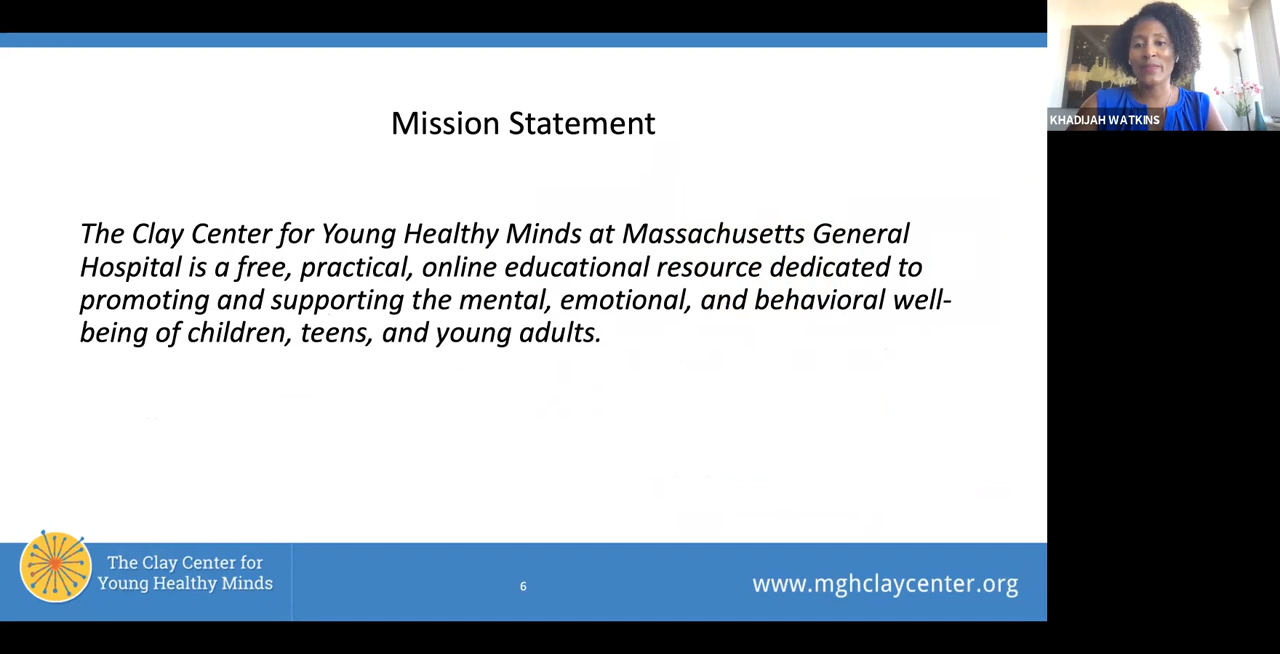 Mission Statement
The Clay Center for Young Healthy Minds at Massachusetts General
Hospital is a free, practical, online educational resource dedicated to
promoting and supporting the mental, emotional, and behavioral well-
being of children, teens, and young adults.
KHADIJAH WATKINS
The Clay Center for
Young Healthy Minds
6
www.mghclaycenter.org